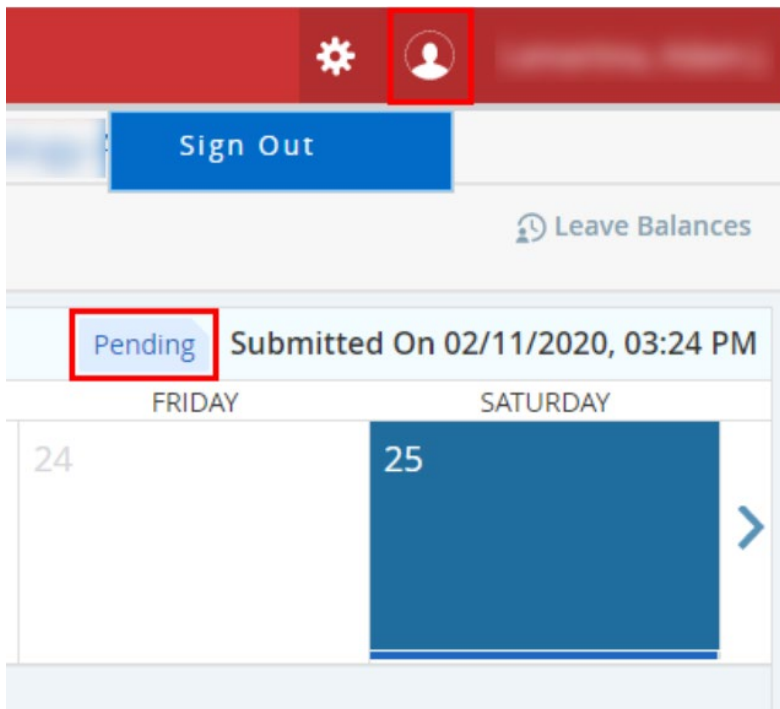 Sign Out
Leave Balances
Pending Submitted On 02/11/2020, 03:24 PM
FRIDAY SATURDAY
24 25